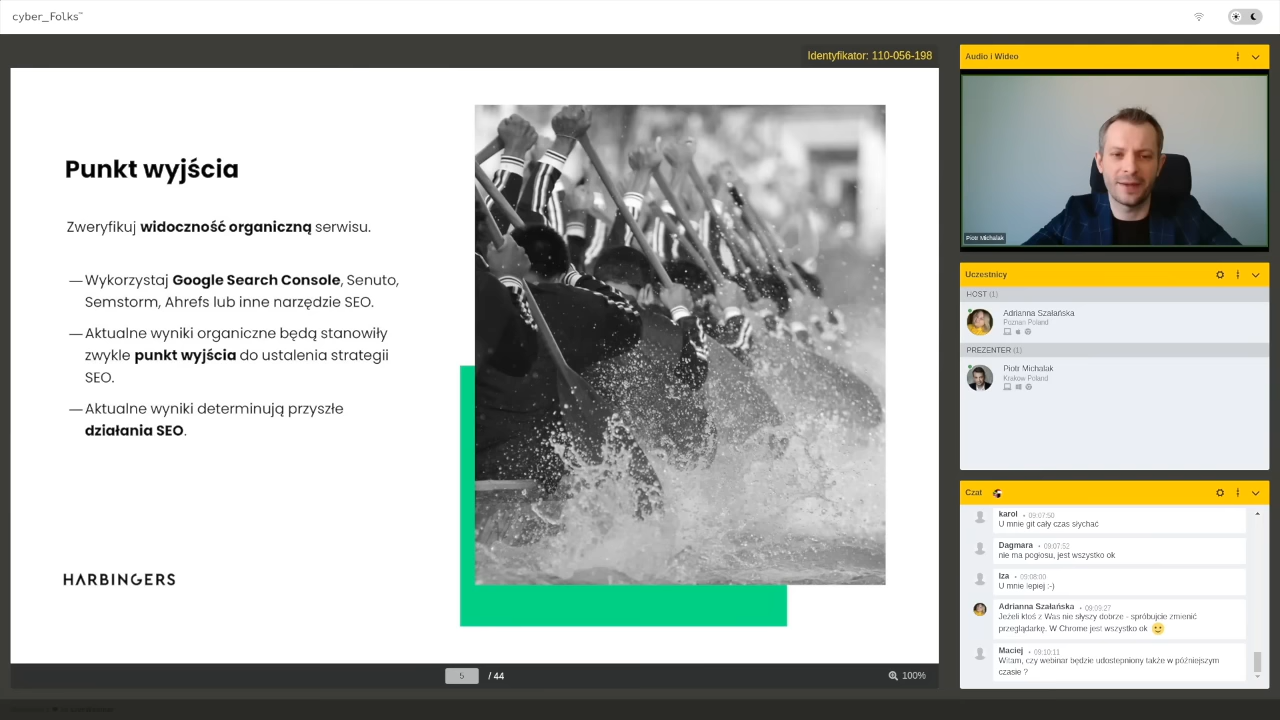 cyber_Folks™
Identyfikator: 110-056-198
Punkt wyjścia
Zweryfikuj widoczność organiczną serwisu.
— Wykorzystaj Google Search Console, Senuto,
Semstorm, Ahrefs lub inne narzędzie SEO.
— Aktualne wyniki organiczne będą stanowiły
zwykle punkt wyjścia do ustalenia strategii
SEO.
— Aktualne wyniki determinują przyszłe
działania SEO.
HARBINGERS
5 / 44
100%
Audio i Wideo
Piotr Michalak
Uczestnicy
HOST (1)
Adrianna Szałańska
Poznań Poland
PREZENTER (1)
Piotr Michalak
Krakow Poland
Czat
karol • 09:07:50
U mnie git cały czas słychać
Dagmara • 09:07:52
nie ma pogłosu, jest wszystko ok
Iza • 09:08:00
U mnie lepiej :-)
Adrianna Szałańska • 09:09:27
Jeżeli ktoś z Was nie słyszy dobrze - spróbujcie zmienić
przeglądarkę. W Chrome jest wszystko ok
Maciej • 09:10:11
Witam, czy webinar będzie udostępniony także w późniejszym
czasie ?